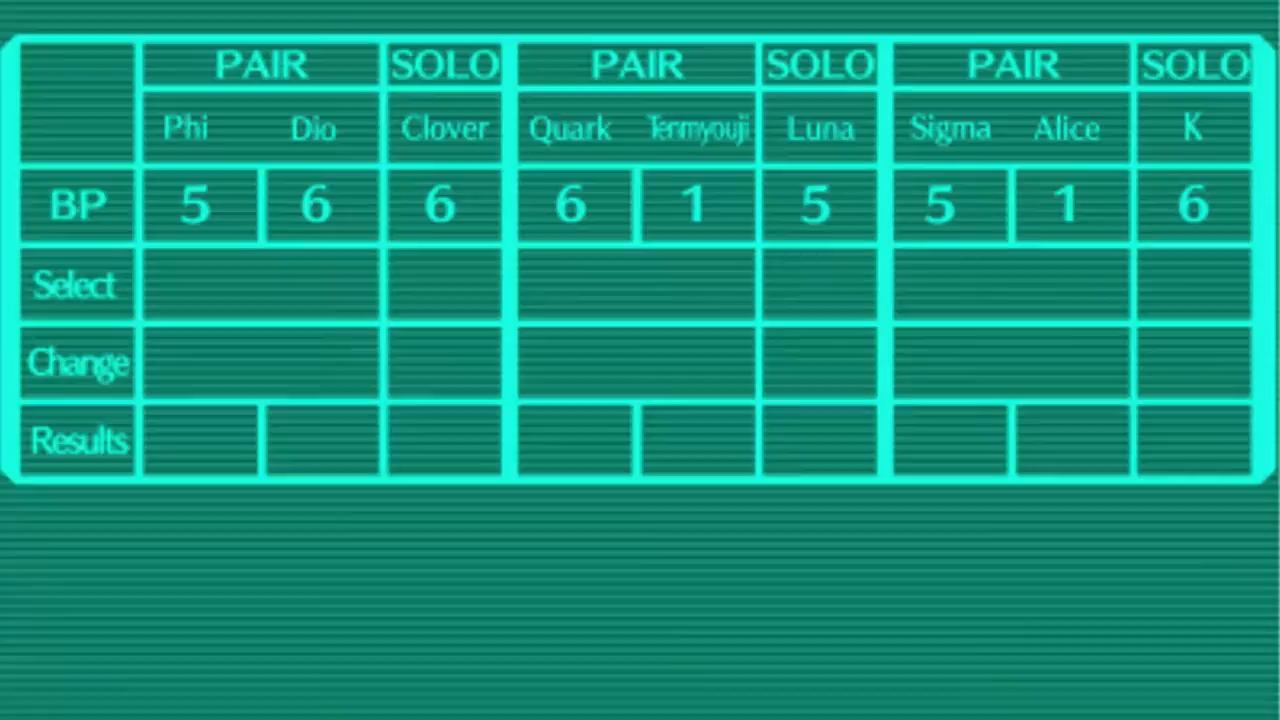 PAIR SOLO PAIR SOLO PAIR SOLO
Phi Dio Clover Quark Tenmyouji Luna Sigma Alice K
BP 5 6 6 6 1 5 5 1 6
Select
Change
Results